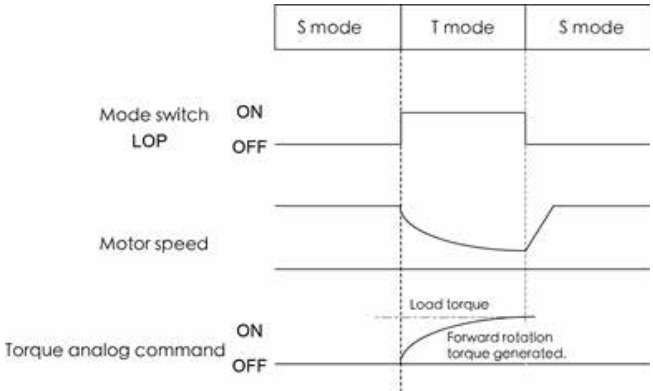 S mode T mode S mode
Mode switch ON
LOP OFF
Motor speed
Load torque
ON Forward rotation
Torque analog command OFF torque generated.